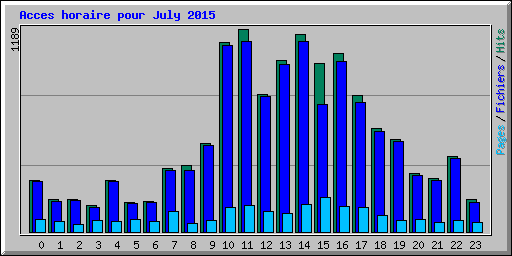 Acces horaire pour July 2015
1189
Pages/Fichiers/Hits
0 1 2 3 4 5 6 7 8 9 10 11 12 13 14 15 16 17 18 19 20 21 22 23